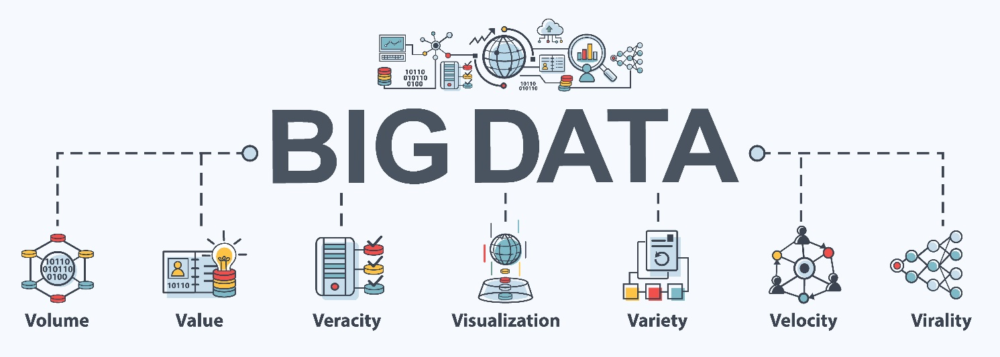 10110
010110
0100
10110
010110
BIG DATA
10110
010110
0100
10110
Volume
Value
Veracity
Visualization
Variety
Velocity
Virality